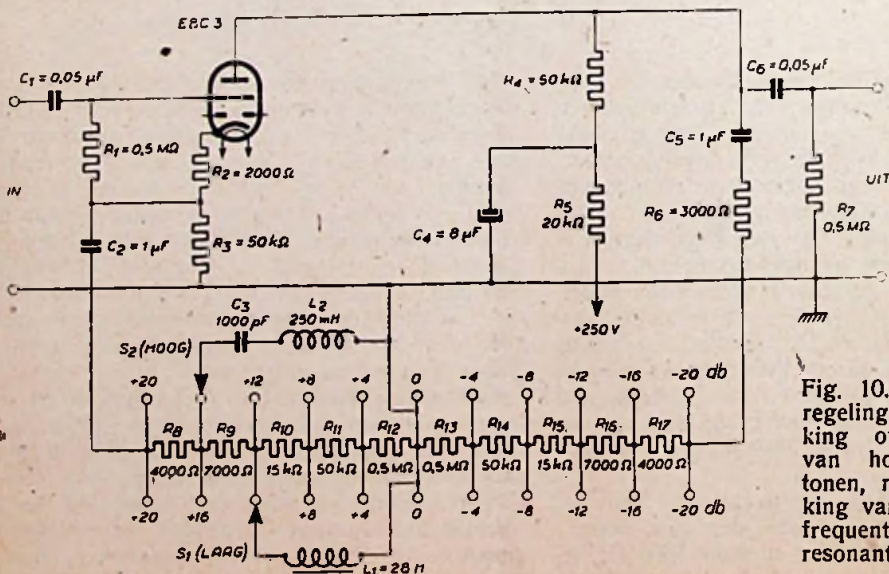 EBC 3
C1 = 0,05 µF
R1 = 0,5 MΩ
R2 = 2000 Ω
IN
C2 = 1 µF
R3 = 50 kΩ
R4 = 50 kΩ
C4 = 8 µF
R5
20 kΩ
+250 V
C6 = 0,05 µF
C5 = 1 µF
R6 = 3000 Ω
R7
0,5 MΩ
UIT
C3
1000 pF
L2
250 mH
S2 (HOOG)
+20 +12 +8 +4 0 -4 -8 -12 -16 -20 db
R8 R9 R10 R11 R12 R13 R14 R15 R16 R17
4000 Ω 7000 Ω 15 kΩ 50 kΩ 0,5 MΩ 0,5 MΩ 50 kΩ 15 kΩ 7000 Ω 4000 Ω
+20 +16 +8 +4 0 -4 -8 -12 -16 -20 db
S1 (LAAG)
L1 = 28 H
Fig. 10.
regeling
king o
van ho
tonen, n
king van
frequent
resonant